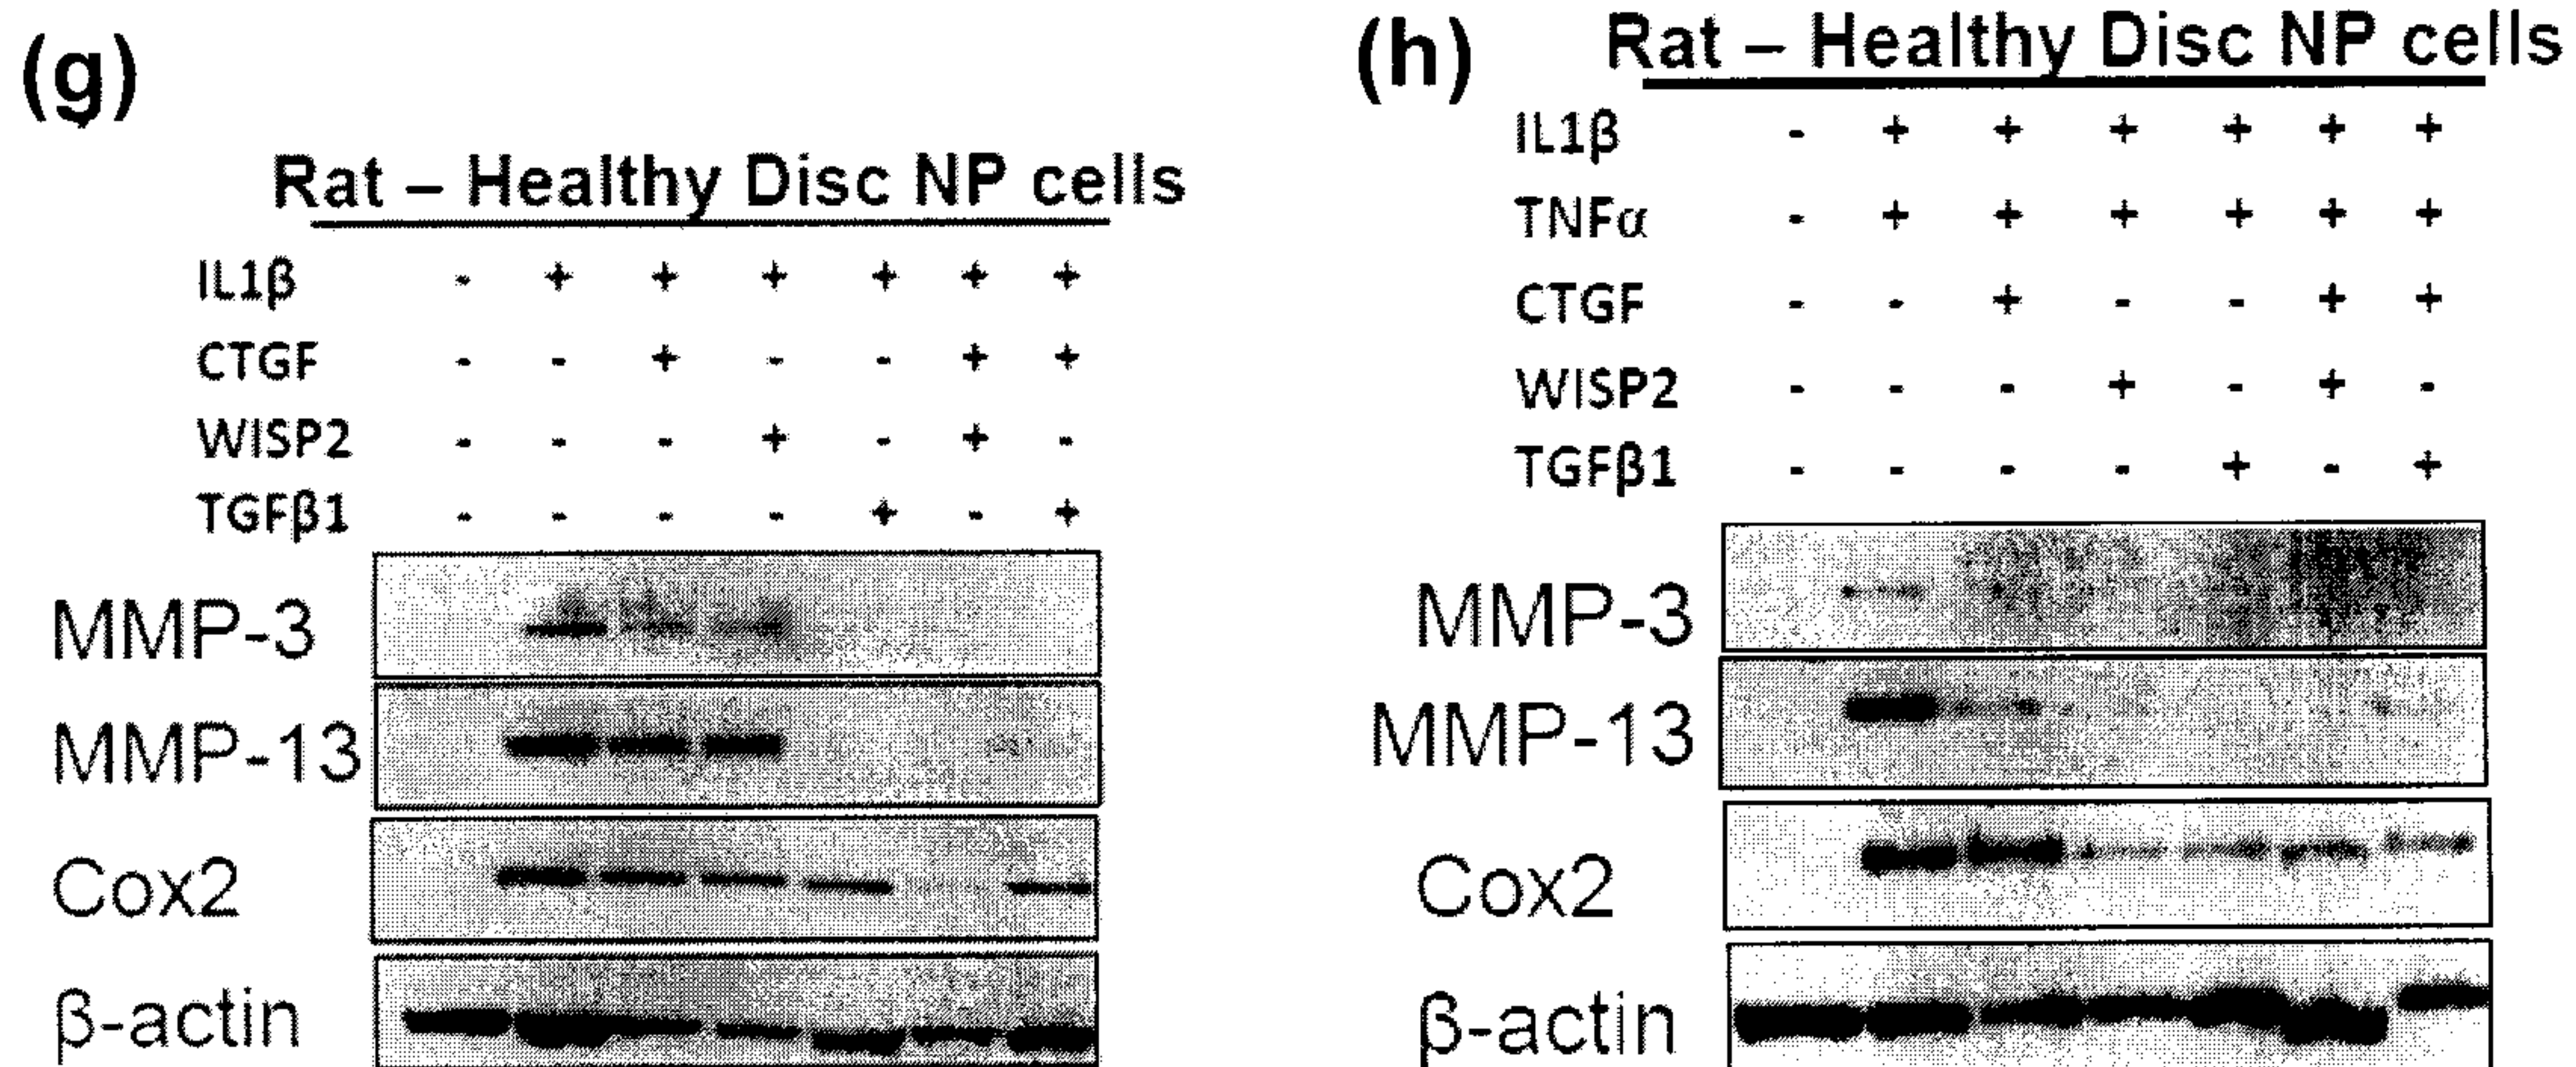 (g)
Rat – Healthy Disc NP cells
IL1β - + + + + + +
CTGF - - + - - + +
WISP2 - - - + - + -
TGFβ1 - - - - + - +
MMP-3
MMP-13
Cox2
β-actin
(h)
Rat – Healthy Disc NP cells
IL1β - + + + + + +
TNFα - + + + + + +
CTGF - - + - - + +
WISP2 - - - + - + -
TGFβ1 - - - - + - +
MMP-3
MMP-13
Cox2
β-actin